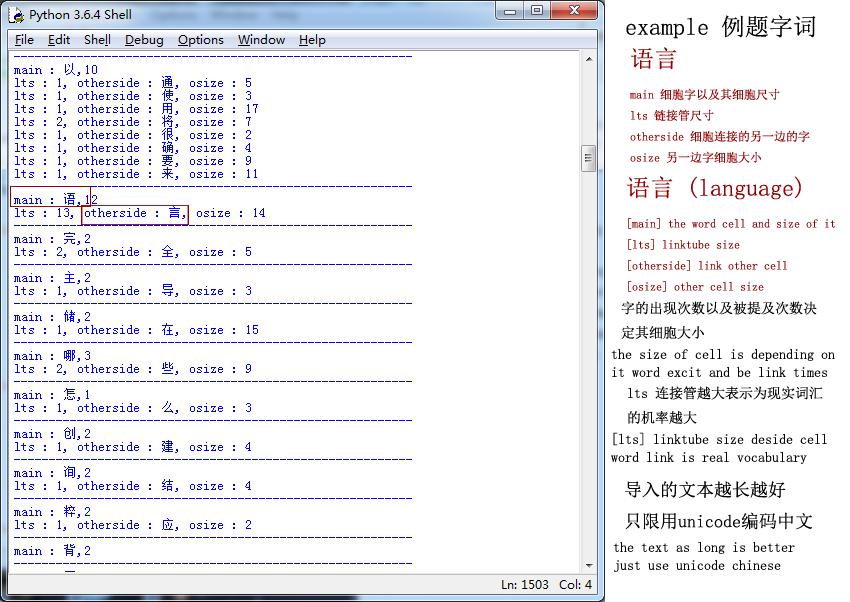 Python 3.6.4 Shell
File Edit Shell Debug Options Window Help
main : 以,10
lts : 1, otherside : 通, osize : 5
lts : 1, otherside : 使, osize : 3
lts : 1, otherside : 用, osize : 17
lts : 2, otherside : 将, osize : 7
lts : 1, otherside : 很, osize : 2
lts : 1, otherside : 确, osize : 4
lts : 1, otherside : 要, osize : 9
lts : 1, otherside : 来, osize : 11
main : 语,12
lts : 13, otherside : 言, osize : 14
main : 完,2
lts : 2, otherside : 全, osize : 5
main : 主,2
lts : 1, otherside : 导, osize : 3
main : 储,2
lts : 1, otherside : 在, osize : 15
main : 哪,3
lts : 2, otherside : 些, osize : 9
main : 怎,1
lts : 1, otherside : 么, osize : 3
main : 创,2
lts : 1, otherside : 建, osize : 4
main : 询,2
lts : 1, otherside : 结, osize : 4
main : 粹,2
lts : 1, otherside : 应, osize : 2
main : 背,2
Ln: 1503 Col: 4
example 例题字词
语言
main 细胞字以及其细胞尺寸
lts 链接管尺寸
otherside 细胞连接的另一边的字
osize 另一边字细胞大小
语言 (language)
[main] the word cell and size of it
[lts] linktube size
[otherside] link other cell
[osize] other cell size
字的出现次数以及被提及次数决
定其细胞大小
the size of cell is depending on
it word excit and be link times
lts 连接管越大表示为现实词汇
的机率越大
[lts] linktube size deside cell
word link is real vocabulary
导入的文本越长越好
只限用unicode编码中文
the text as long is better
just use unicode chinese